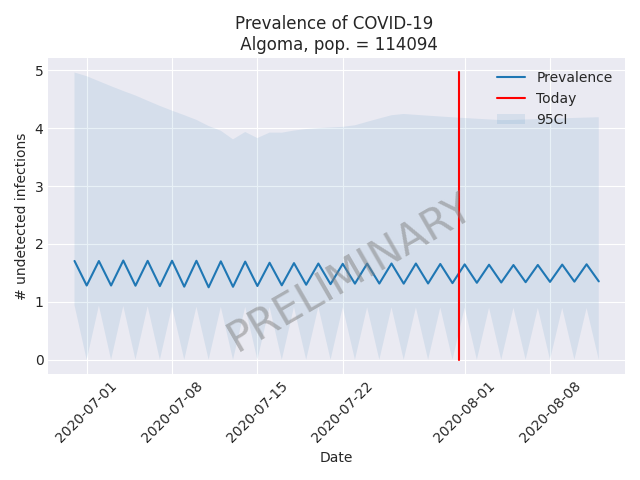 Prevalence of COVID-19
Algoma, pop. = 114094
# undetected infections
5
4
3
2
1
0
Prevalence
Today
95CI
PRELIMINARY
2020-07-01
2020-07-08
2020-07-15
2020-07-22
2020-08-01
2020-08-08
Date